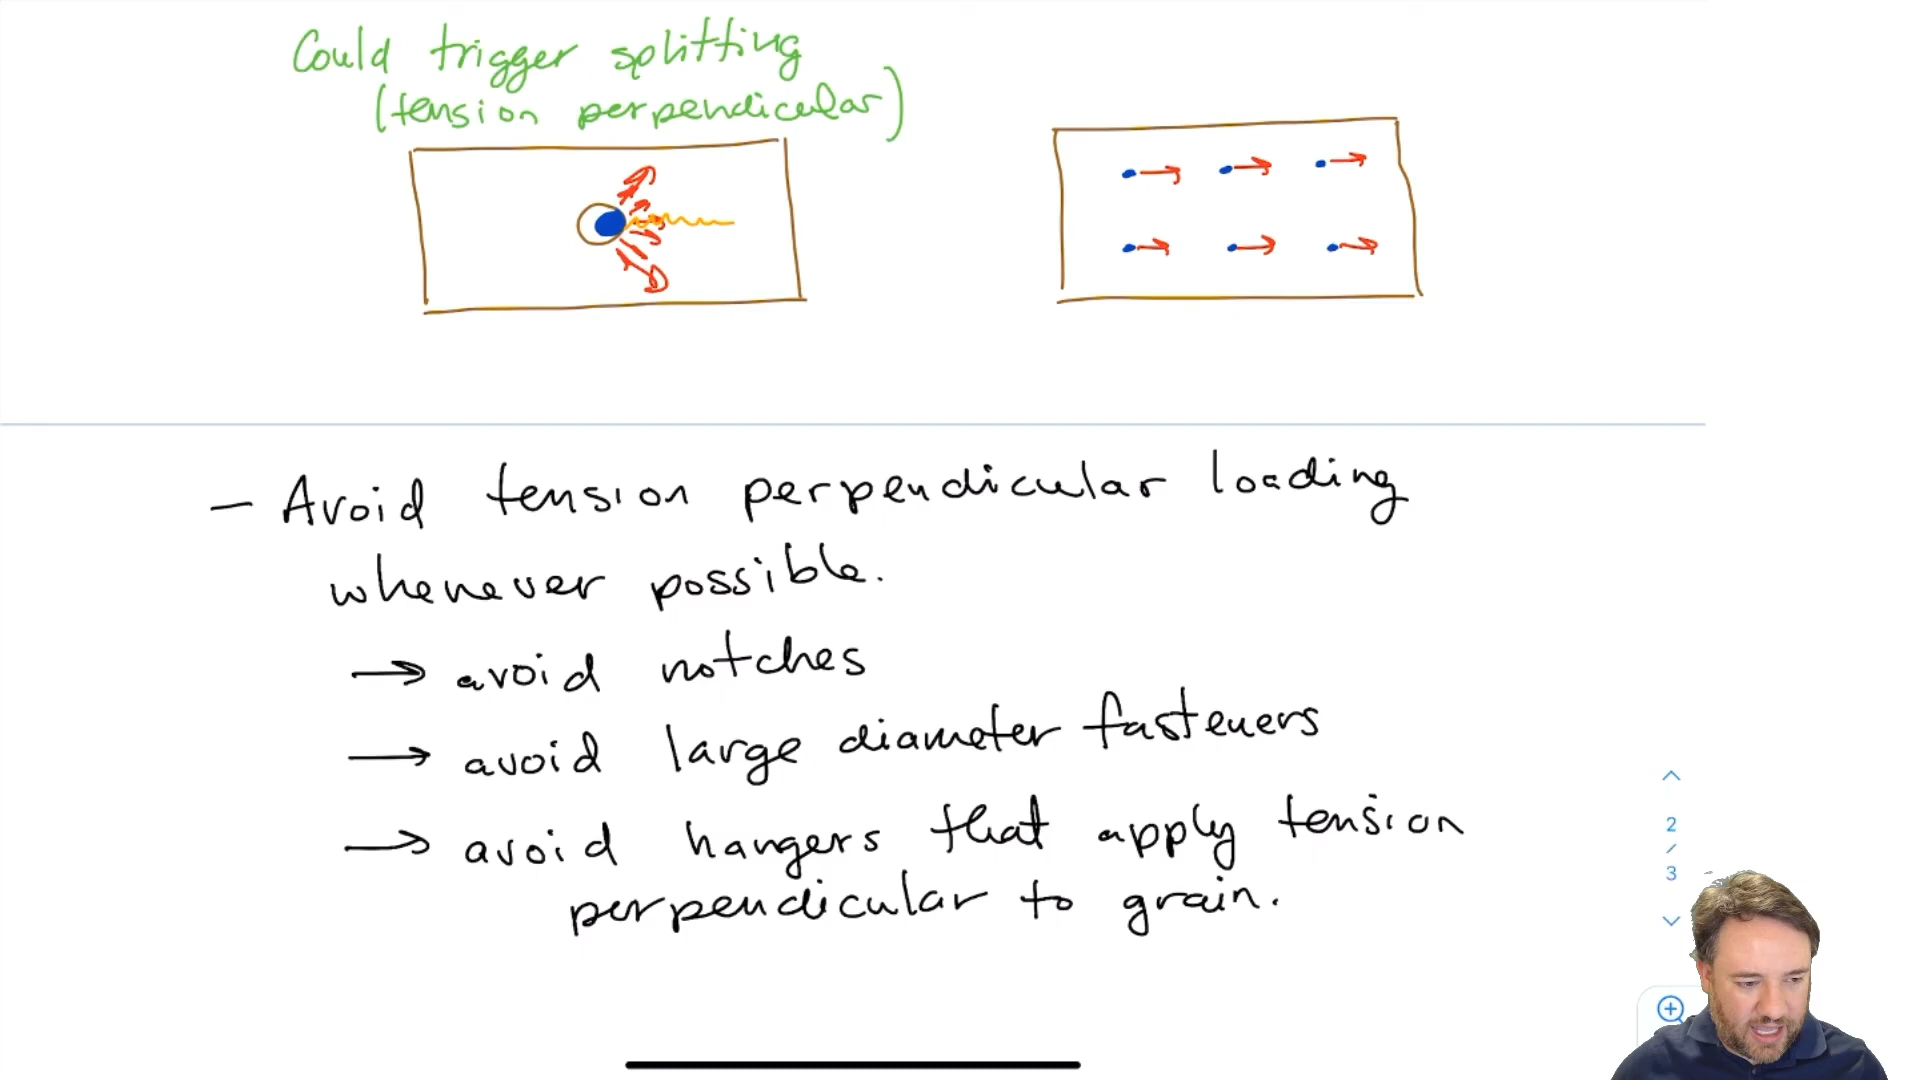 Could trigger splitting
(tension perpendicular)
- Avoid tension perpendicular loading
whenever possible.
→ avoid notches
→ avoid large diameter fasteners
→ avoid hangers that apply tension
perpendicular to grain.
2
/
3